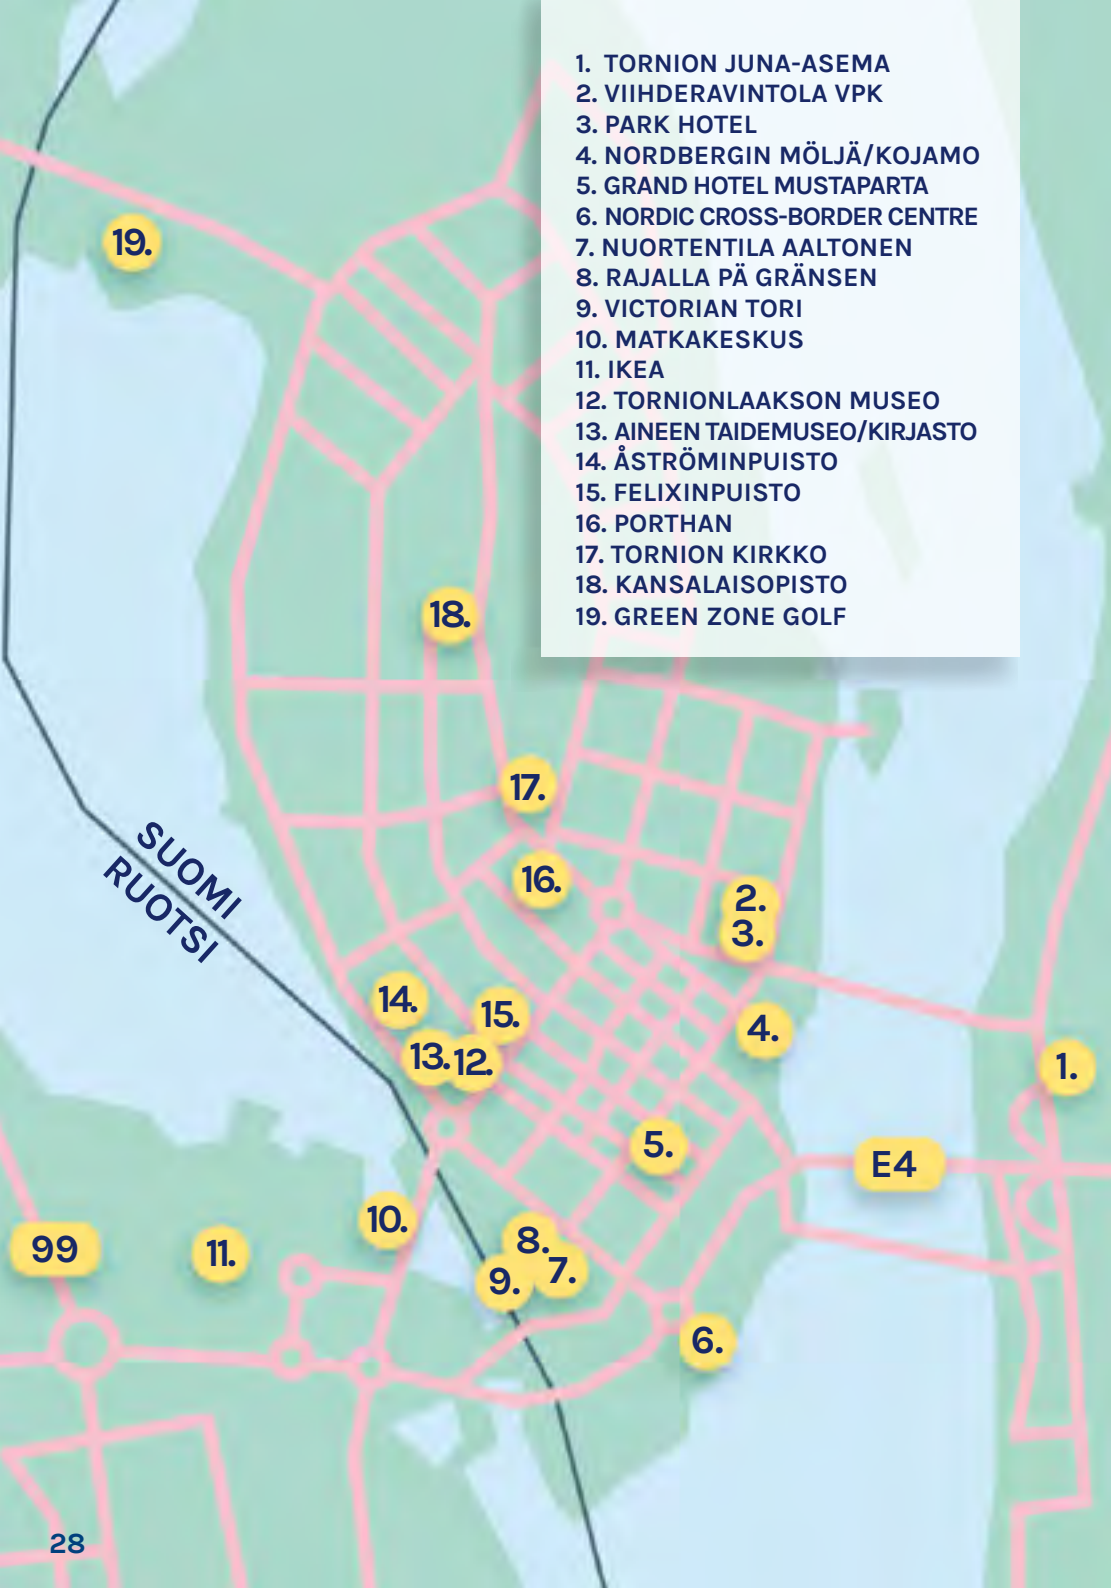 1. TORNION JUNA-ASEMA
2. VIIHDERAVINTOLA VPK
3. PARK HOTEL
4. NORDBERGIN MÖLJÄ/KOJAMO
5. GRAND HOTEL MUSTAPARTA
6. NORDIC CROSS-BORDER CENTRE
7. NUORTENTILA AALTONEN
8. RAJALLA PÄ GRÄNSEN
9. VICTORIAN TORI
10. MATKAKESKUS
11. IKEA
12. TORNIONLAAKSON MUSEO
13. AINEEN TAIDEMUSEO/KIRJASTO
14. ÅSTRÖMINPUISTO
15. FELIXINPUISTO
16. PORTHAN
17. TORNION KIRKKO
18. KANSALAISOPISTO
19. GREEN ZONE GOLF
19.
18.
17.
16.
2.
3.
SUOMI
RUOTSI
14.
15.
4.
13.
12.
1.
5.
E4
10.
99
11.
8.
7.
9.
6.
28